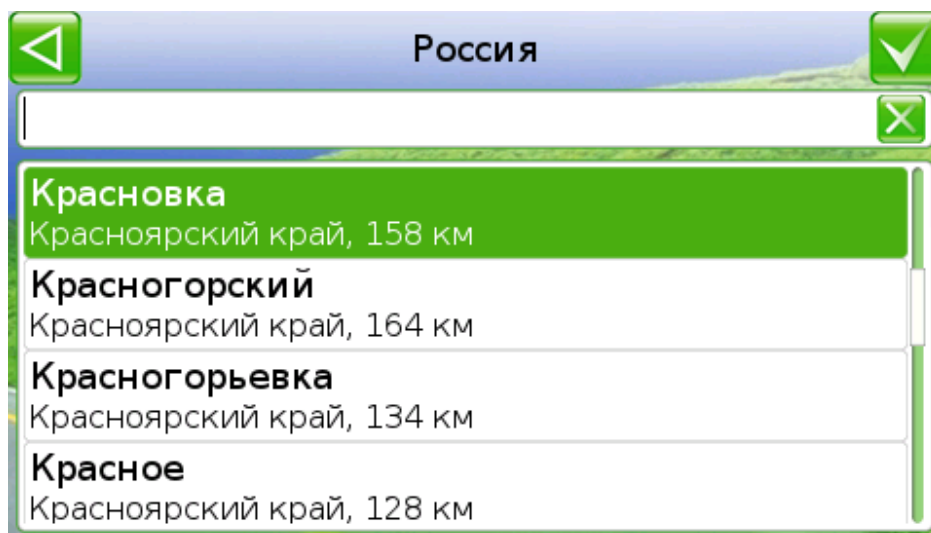 Россия
Красновка
Красноярский край, 158 км
Красногорский
Красноярский край, 164 км
Красногорьевка
Красноярский край, 134 км
Красное
Красноярский край, 128 км